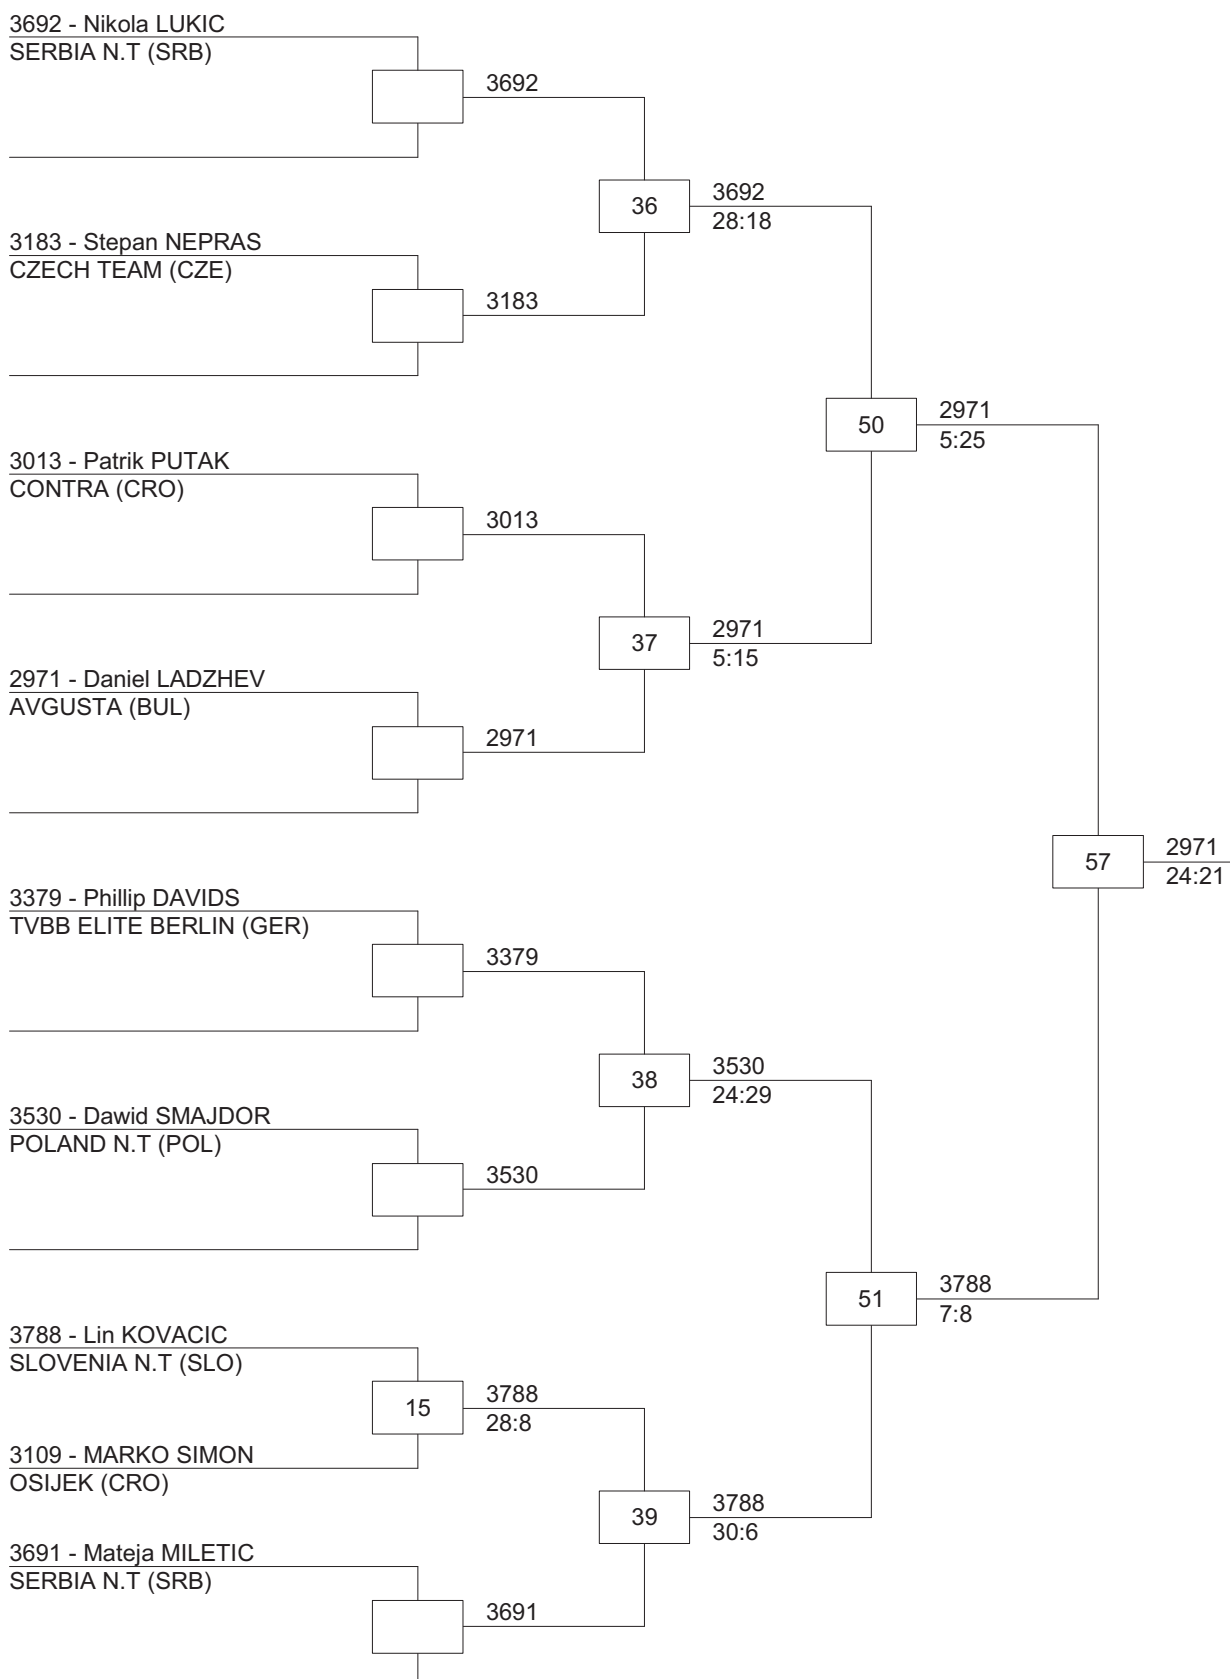 3692 - Nikola LUKIC
SERBIA N.T (SRB)
3692
36
3692
28:18
3183 - Stepan NEPRAS
CZECH TEAM (CZE)
3183
50
2971
5:25
3013 - Patrik PUTAK
CONTRA (CRO)
3013
37
2971
5:15
2971 - Daniel LADZHEV
AVGUSTA (BUL)
2971
57
2971
24:21
3379 - Phillip DAVIDS
TVBB ELITE BERLIN (GER)
3379
38
3530
24:29
3530 - Dawid SMAJDOR
POLAND N.T (POL)
3530
51
3788
7:8
3788 - Lin KOVACIC
SLOVENIA N.T (SLO)
15
3788
28:8
3109 - MARKO SIMON
OSIJEK (CRO)
39
3788
30:6
3691 - Mateja MILETIC
SERBIA N.T (SRB)
3691